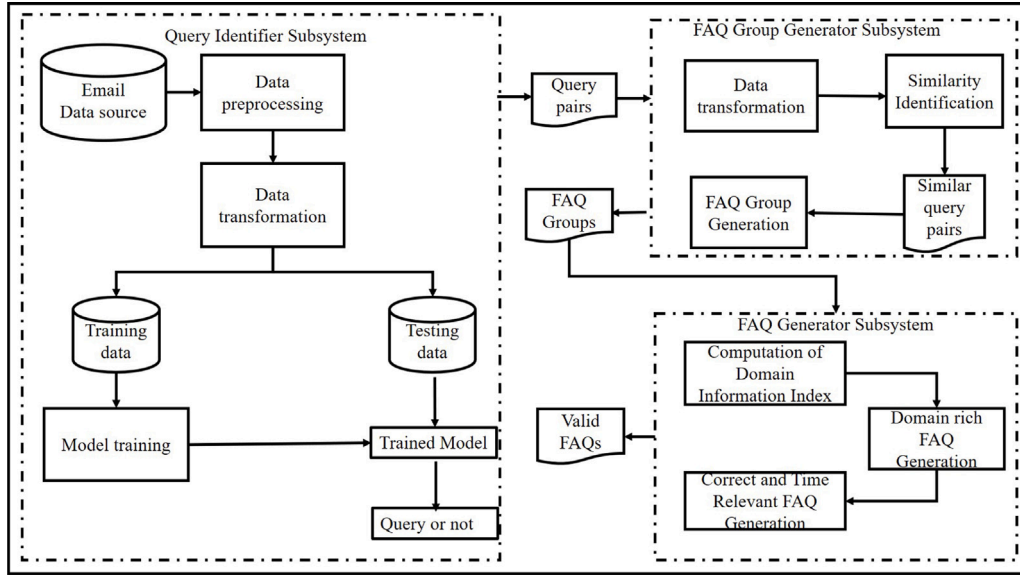 Query Identifier Subsystem
Email
Data source
Data
preprocessing
Data
transformation
Training
data
Testing
data
Model training
Trained Model
Query or not
Query
pairs
FAQ Group Generator Subsystem
Data
transformation
Similarity
Identification
Similar
query
pairs
FAQ Group
Generation
FAQ
Groups
FAQ Generator Subsystem
Computation of
Domain
Information Index
Domain rich
FAQ
Generation
Correct and Time
Relevant FAQ
Generation
Valid
FAQs